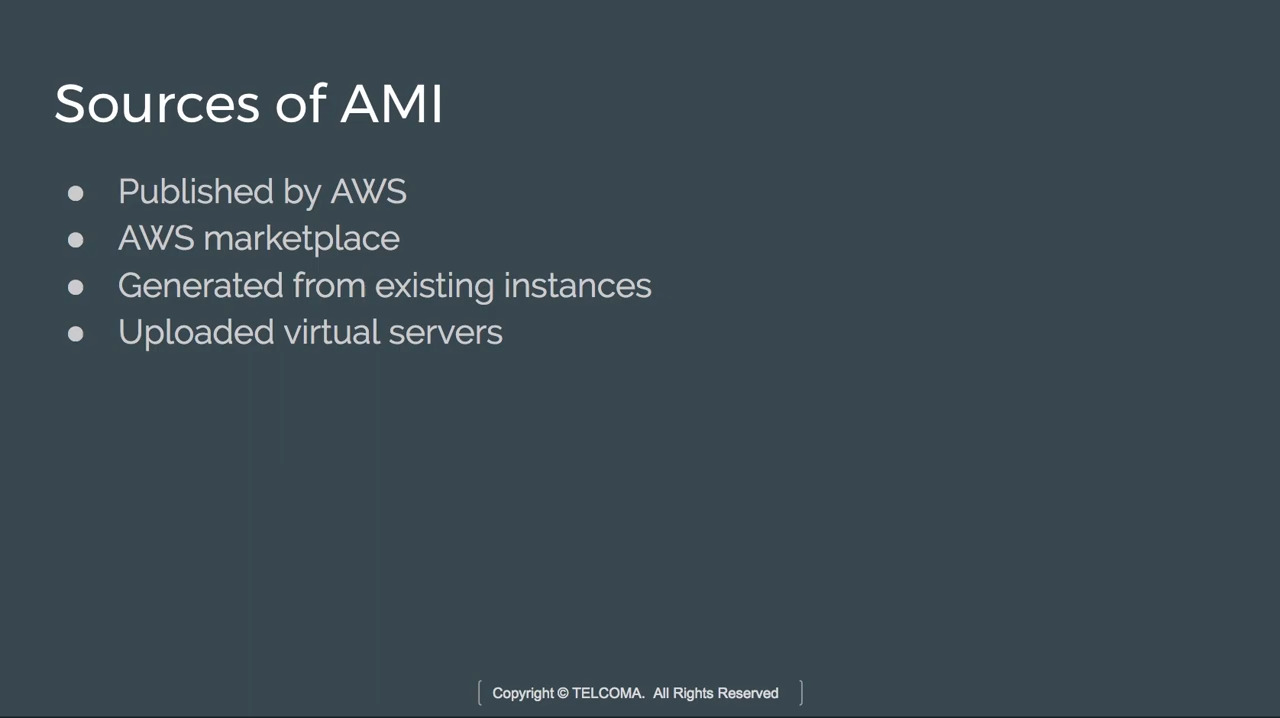 Sources of AMI
● Published by AWS
● AWS marketplace
● Generated from existing instances
● Uploaded virtual servers
Copyright © TELCOMA. All Rights Reserved